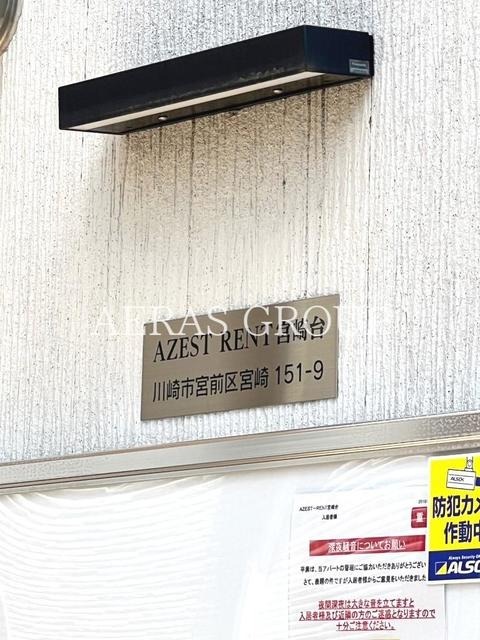 AERAS GROUP
AZEST RENT宮崎台
川崎市宮前区宮崎 151-9
AZEST-RENT宮崎台
入居者様
深夜騒音についてお願い
平素は、当アパートの管理にご協力いただきありがとうござい
さて、表題の件ですが入居者様からご意見をいただきました
夜間深夜は大きな音を立てますと
入居者様及び近隣の方のご迷惑となりますので
十分ご注意ください。
ALSOK
防犯カメ
作動中
Always Security OK
ALSO